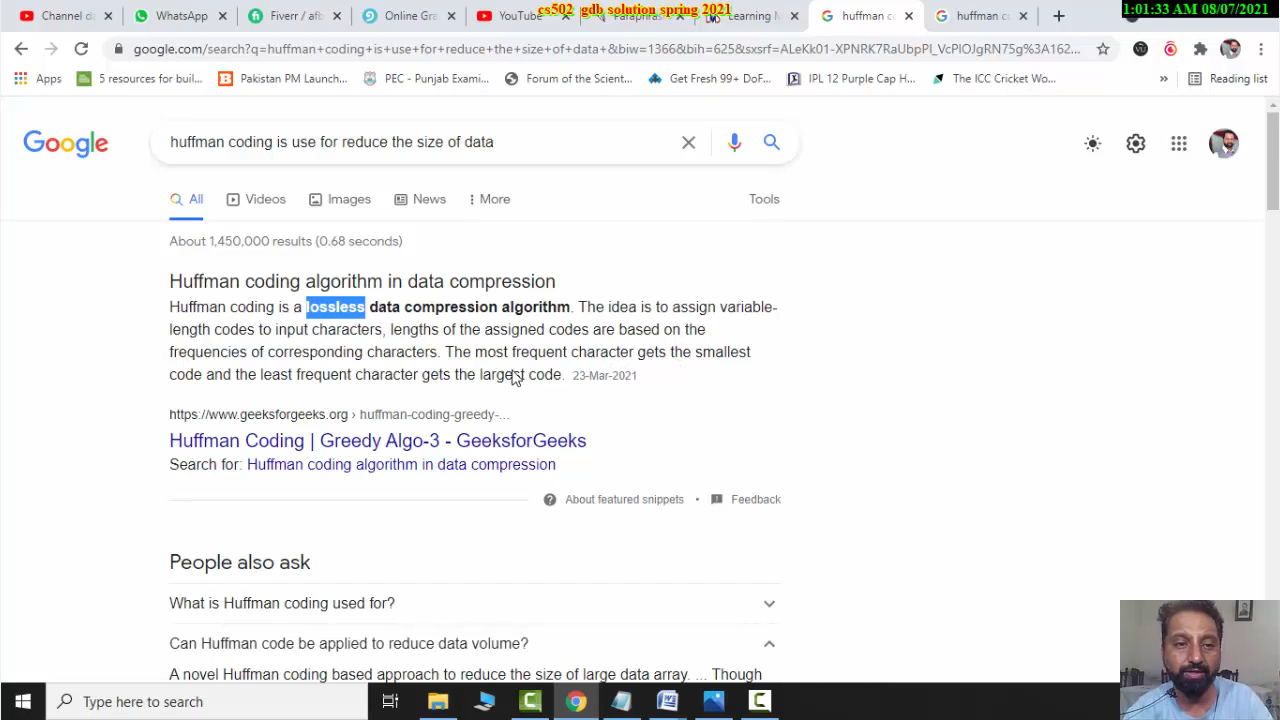 cs502 gdb solution spring 2021
1:01:33 AM 08/07/2021
Channel da
WhatsApp
Fiverr / afb
Online Gra
YouTube
Paraphras
Learning M
huffman co
huffman co
google.com/search?q=huffman+coding+is+use+for+reduce+the+size+of+data+&biw=1366&bih=625&sxsrf=ALeKk01-XPNRK7RaUbpPl_VcPlOJgRN75g%3A162...
Apps
5 resources for buil...
Pakistan PM Launch...
PEC - Punjab Exami...
Forum of the Scient...
Get Fresh 99+ DoF...
IPL 12 Purple Cap H...
The ICC Cricket Wo...
»
Reading list
Google
huffman coding is use for reduce the size of data
All
Videos
Images
News
More
Tools
About 1,450,000 results (0.68 seconds)
Huffman coding algorithm in data compression
Huffman coding is a lossless data compression algorithm. The idea is to assign variable-
length codes to input characters, lengths of the assigned codes are based on the
frequencies of corresponding characters. The most frequent character gets the smallest
code and the least frequent character gets the largest code. 23-Mar-2021
https://www.geeksforgeeks.org › huffman-coding-greedy-...
Huffman Coding | Greedy Algo-3 - GeeksforGeeks
Search for: Huffman coding algorithm in data compression
About featured snippets • Feedback
People also ask
What is Huffman coding used for?
Can Huffman code be applied to reduce data volume?
A novel Huffman coding based approach to reduce the size of large data array. ... Though
Type here to search